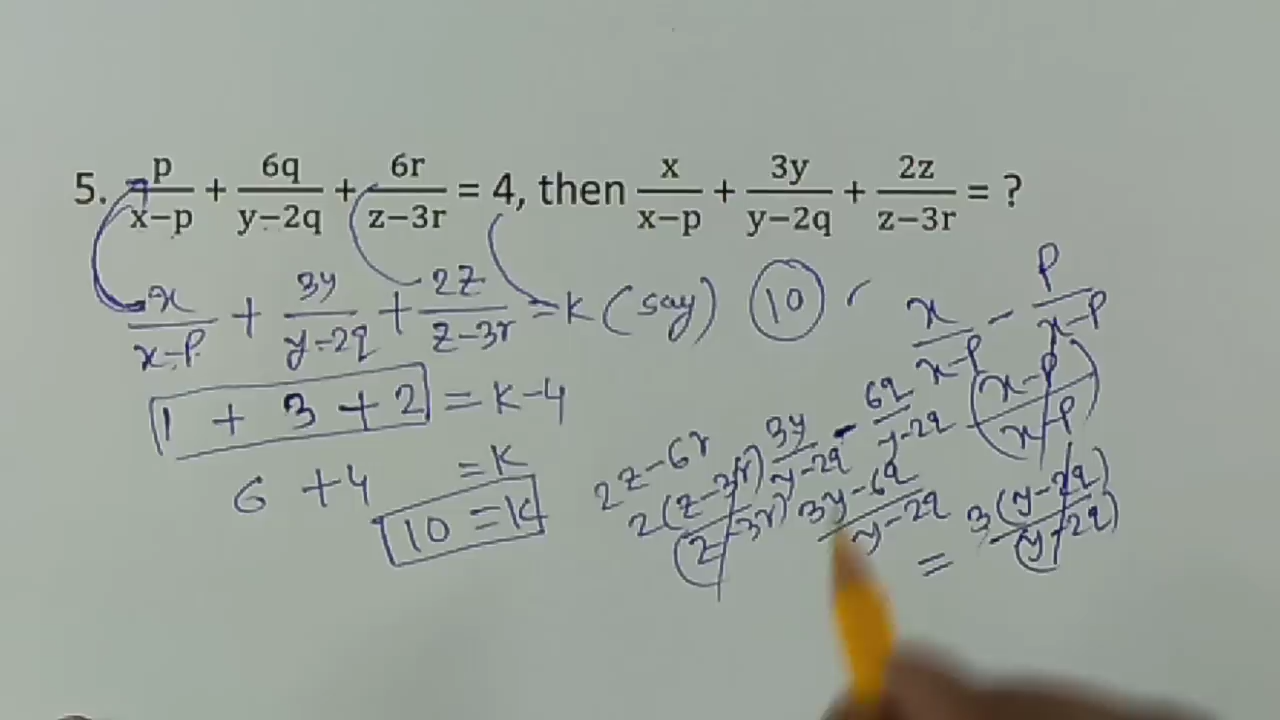 5. p/(x−p) + 6q/(y−2q) + 6r/(z−3r) = 4, then x/(x−p) + 3y/(y−2q) + 2z/(z−3r) = ?
x/(x-p) + 3y/(y-2q) + 2z/(z-3r) = k (say) 10
1 + 3 + 2 = k-4
6 + 4 = k
10 = k
x/(x-p) - p/(x-p)
(x-p)/(x-p)
3y/(y-2q) - 6q/(y-2q)
(3y-6q)/(y-2q)
= 3(y-2q)/(y-2q)
2z-6r
2(z-3r)/(z-3r)